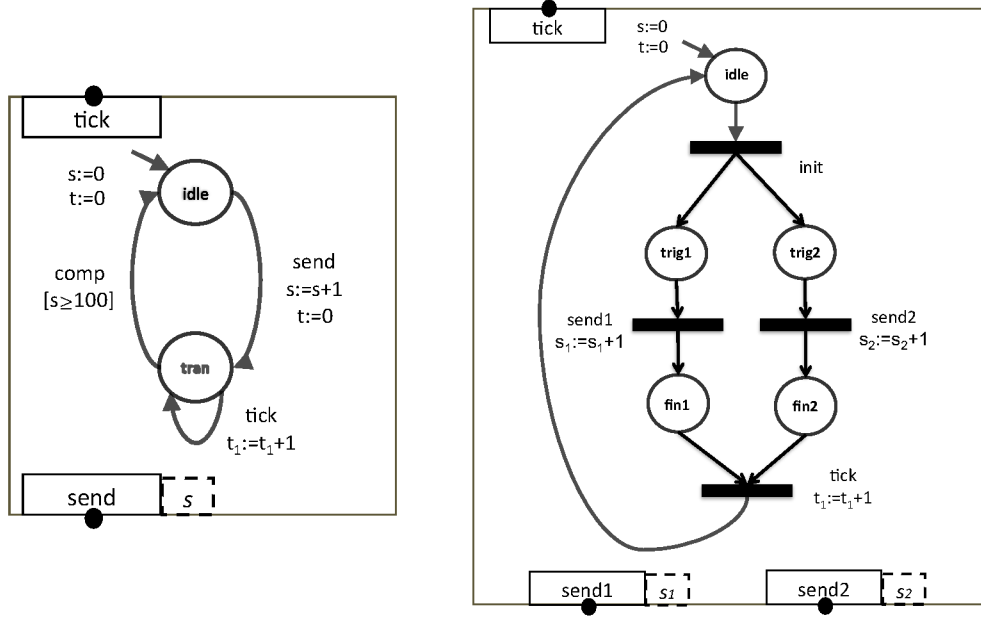 tick
s:=0
t:=0
idle
comp
[s≥100]
send
s:=s+1
t:=0
tran
tick
t₁:=t₁+1
send
s
tick
s:=0
t:=0
idle
init
trig1
trig2
send1
s₁:=s₁+1
send2
s₂:=s₂+1
fin1
fin2
tick
t₁:=t₁+1
send1
s1
send2
s2